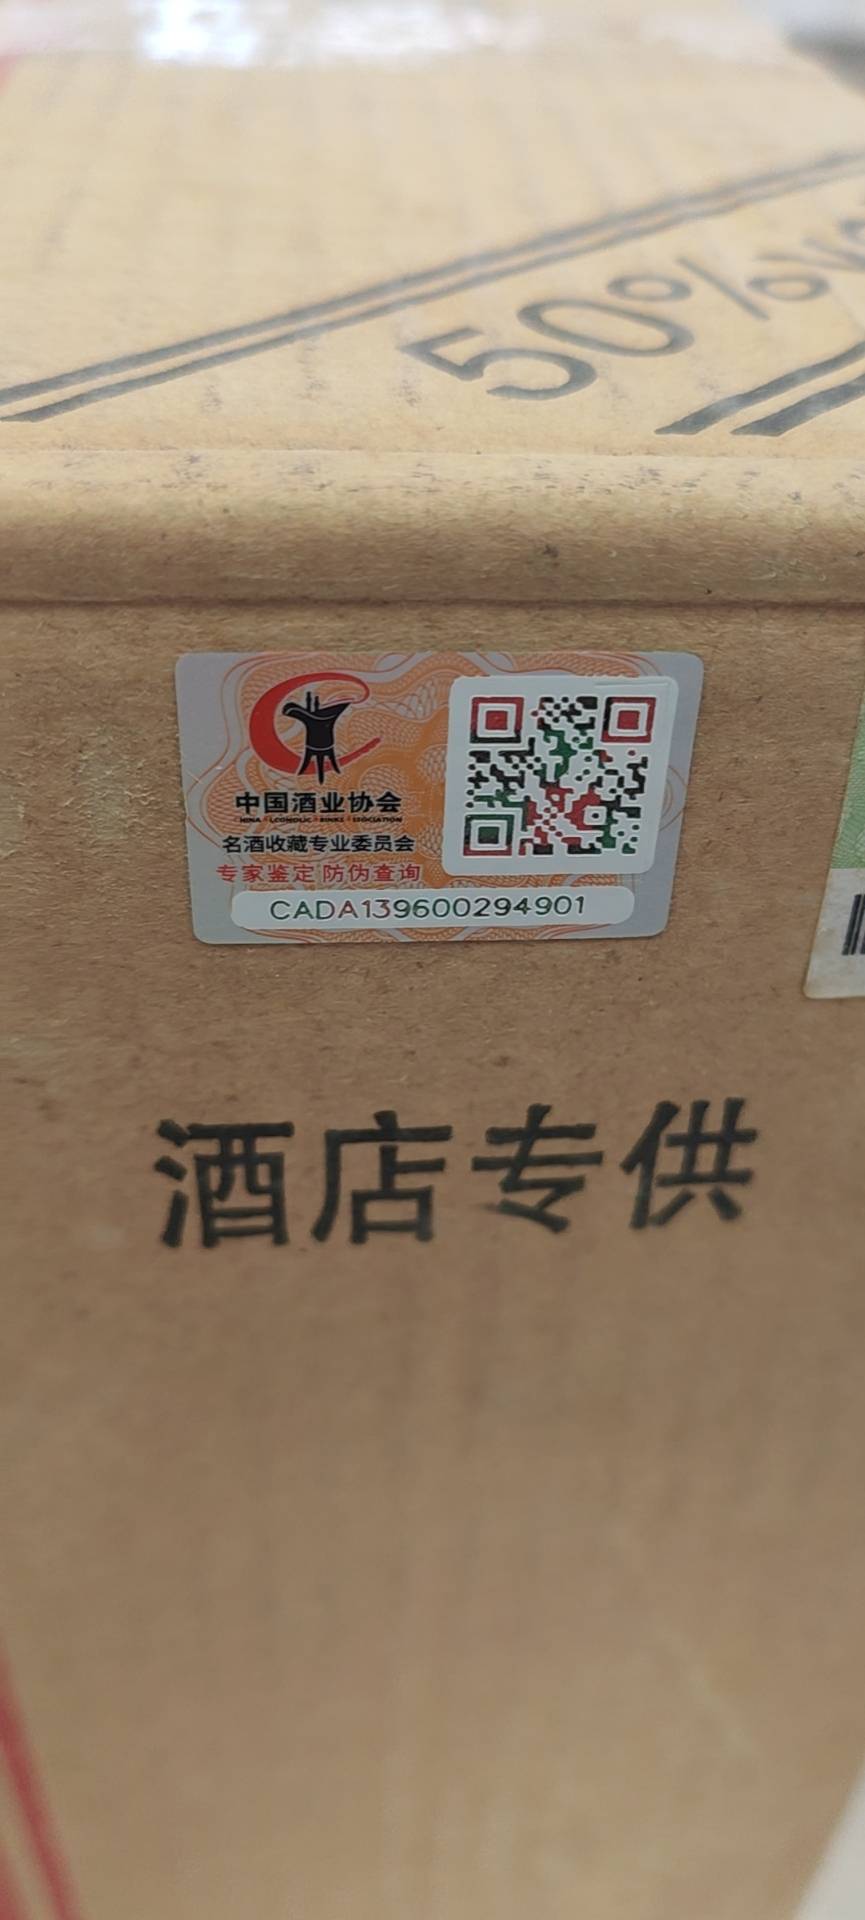 50%
中国酒业协会
名酒收藏专业委员会
专家鉴定 防伪查询
CADA139600294901
酒店专供